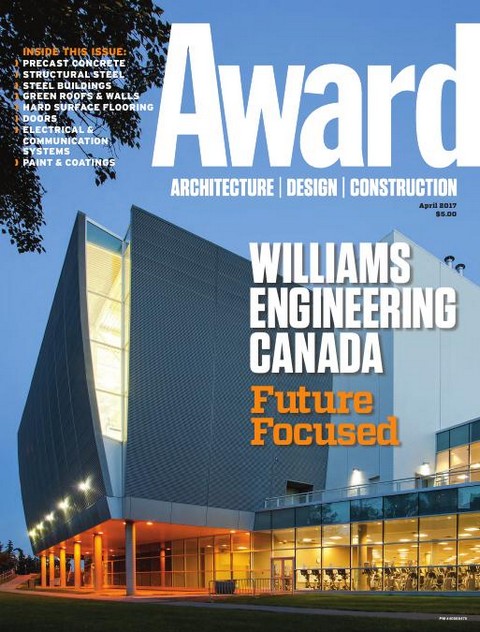 INSIDE THIS ISSUE:
PRECAST CONCRETE
STRUCTURAL STEEL
STEEL BUILDINGS
GREEN ROOFS & WALLS
HARD SURFACE FLOORING
DOORS
ELECTRICAL &
COMMUNICATION
SYSTEMS
PAINT & COATINGS
Award
ARCHITECTURE | DESIGN | CONSTRUCTION
April 2017
$5.00
WILLIAMS
ENGINEERING
CANADA
Future
Focused